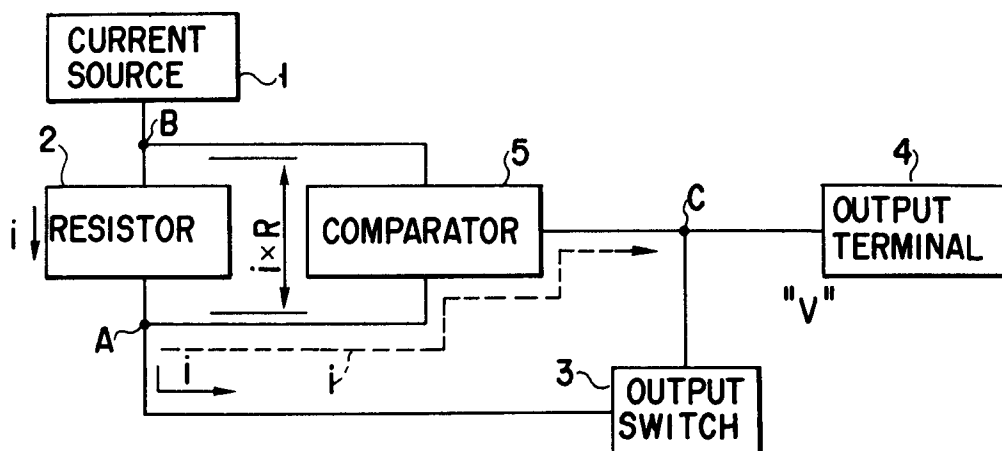 CURRENT
SOURCE
1
B
2
5
C
4
i
RESISTOR
i×R
COMPARATOR
OUTPUT
TERMINAL
"V"
A
i
i
3
OUTPUT
SWITCH